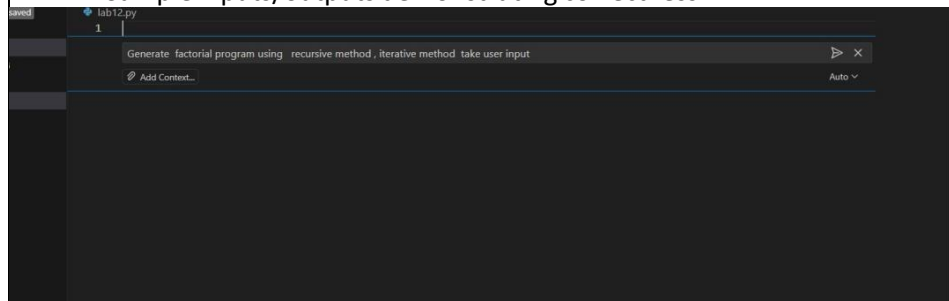 saved
lab12.py
1
Generate factorial program using recursive method , iterative method take user input
Add Context...
Auto